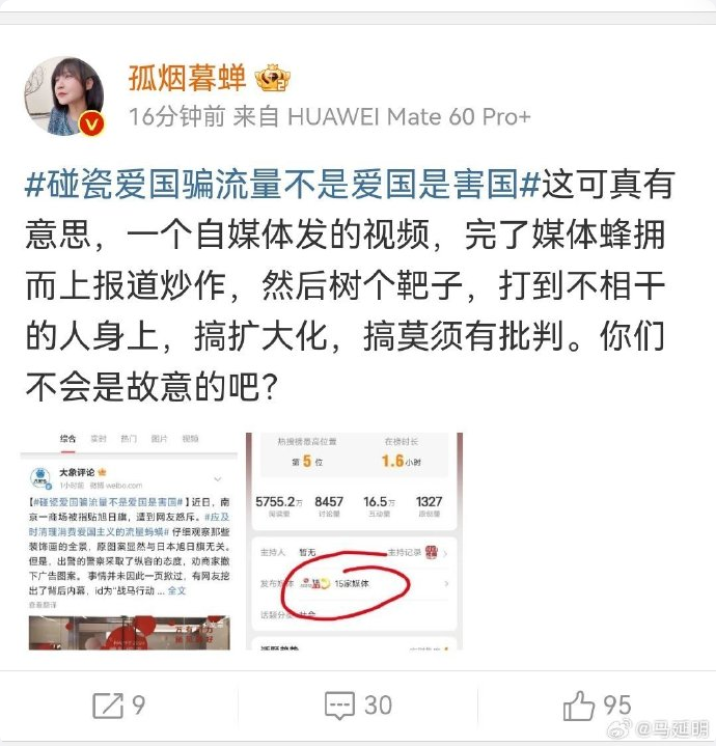 孤烟暮蝉
16分钟前 来自 HUAWEI Mate 60 Pro+
#碰瓷爱国骗流量不是爱国是害国#这可真有
意思，一个自媒体发的视频，完了媒体蜂拥
而上报道炒作，然后树个靶子，打到不相干
的人身上，搞扩大化，搞莫须有批判。你们
不会是故意的吧？
综合 实时 热门 图片 视频
大象评论
1小时前 微博 weibo.com
【#碰瓷爱国骗流量不是爱国是害国#】近日，南
京一商场被指贴旭日旗，遭到网友怒斥。#应及
时清理消费爱国主义的流量蚂蟥# 仔细观察那些
装饰画的全景，原图案显然与日本旭日旗无关。
但是，出警的警察采取了纵容的态度，劝商家撤
下广告图案。 事情并未因此一页掀过，有网友挖
出了背后内幕，id为“战马行动 ... 全文
热搜榜最高位置 在榜时长
第 5 位 1.6小时
5755.2万 8457 16.5万 1327
阅读量 讨论量 互动量 原创量
主持人 暂无 主持记录
发布媒体 15家媒体
9 30 95
@马延明